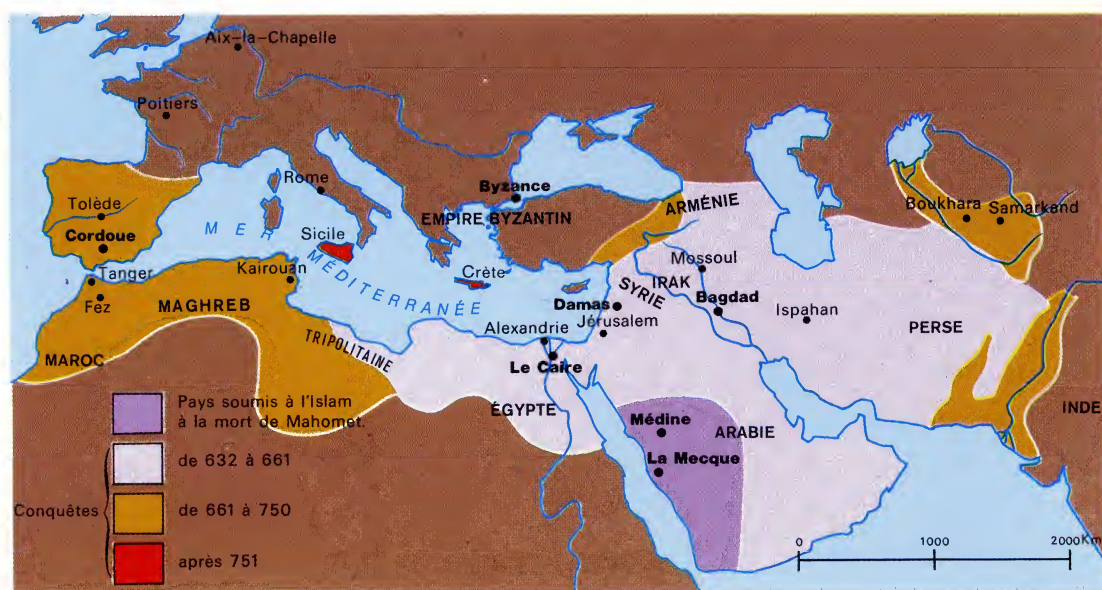 Aix-la-Chapelle
Poitiers
Rome
Byzance
EMPIRE BYZANTIN
ARMÉNIE
Boukhara
Samarkand
Tolède
Cordoue
MER MÉDITERRANÉE
Sicile
Crète
Tanger
Fez
Kairouan
MAGHREB
MAROC
TRIPOLITAINE
Mossoul
IRAK
SYRIE
Damas
Bagdad
Jérusalem
Ispahan
PERSE
Alexandrie
Le Caire
ÉGYPTE
INDE
Médine
ARABIE
La Mecque
Pays soumis à l'Islam
à la mort de Mahomet.
de 632 à 661
Conquêtes
de 661 à 750
après 751
0 1000 2000Km